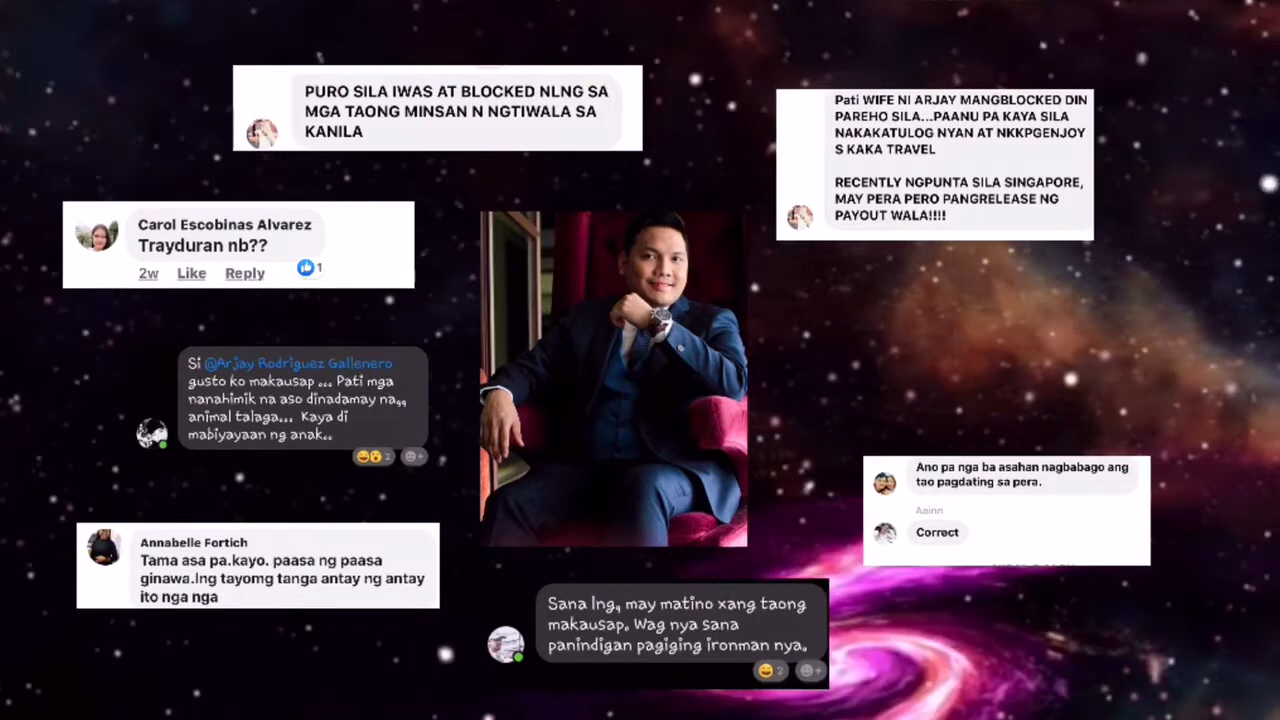 PURO SILA IWAS AT BLOCKED NLNG SA
MGA TAONG MINSAN N NGTIWALA SA
KANILA
Pati WIFE NI ARJAY MANGBLOCKED DIN
PAREHO SILA...PAANU PA KAYA SILA
NAKAKATULOG NYAN AT NKKPGENJOY
S KAKA TRAVEL
RECENTLY NGPUNTA SILA SINGAPORE,
MAY PERA PERO PANGRELEASE NG
PAYOUT WALA!!!!
Carol Escobinas Alvarez
Trayduran nb??
2w Like Reply 1
Si @Arjay Rodriguez Gallenero
gusto ko makausap ... Pati mga
nanahimik na aso dinadamay na,,
animal talaga... Kaya di
mabiyayaan ng anak..
2
Annabelle Fortich
Tama asa pa.kayo. paasa ng paasa
ginawa.lng tayomg tanga antay ng antay
ito nga nga
Ano pa nga ba asahan nagbabago ang
tao pagdating sa pera.
Aainn
Correct
Sana lng, may matino xang taong
makausap. Wag nya sana
panindigan pagiging ironman nya.
2